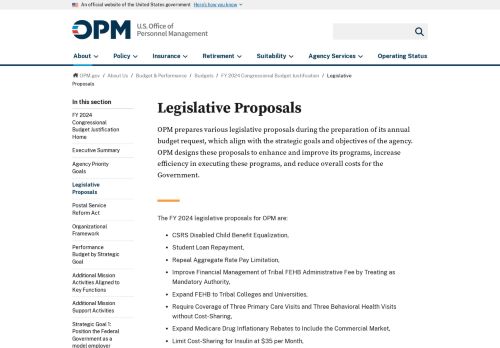 An official website of the United States government Here's how you know
OPM U.S. Office of
Personnel Management
About Policy Insurance Retirement Suitability Agency Services Operating Status
OPM.gov / About Us / Budget & Performance / Budgets / FY 2024 Congressional Budget Justification / Legislative
Proposals
In this section
FY 2024
Congressional
Budget Justification
Home
Executive Summary
Agency Priority
Goals
Legislative
Proposals
Postal Service
Reform Act
Organizational
Framework
Performance
Budget by Strategic
Goal
Additional Mission
Activities Aligned to
Key Functions
Additional Mission
Support Activities
Strategic Goal 1:
Position the Federal
Government as a
model employer
Legislative Proposals
OPM prepares various legislative proposals during the preparation of its annual
budget request, which align with the strategic goals and objectives of the agency.
OPM designs these proposals to enhance and improve its programs, increase
efficiency in executing these programs, and reduce overall costs for the
Government.
The FY 2024 legislative proposals for OPM are:
• CSRS Disabled Child Benefit Equalization,
• Student Loan Repayment,
• Repeal Aggregate Rate Pay Limitation,
• Improve Financial Management of Tribal FEHB Administrative Fee by Treating as
Mandatory Authority,
• Expand FEHB to Tribal Colleges and Universities,
• Require Coverage of Three Primary Care Visits and Three Behavioral Health Visits
without Cost-Sharing,
• Expand Medicare Drug Inflationary Rebates to Include the Commercial Market,
• Limit Cost-Sharing for Insulin at $35 per Month,